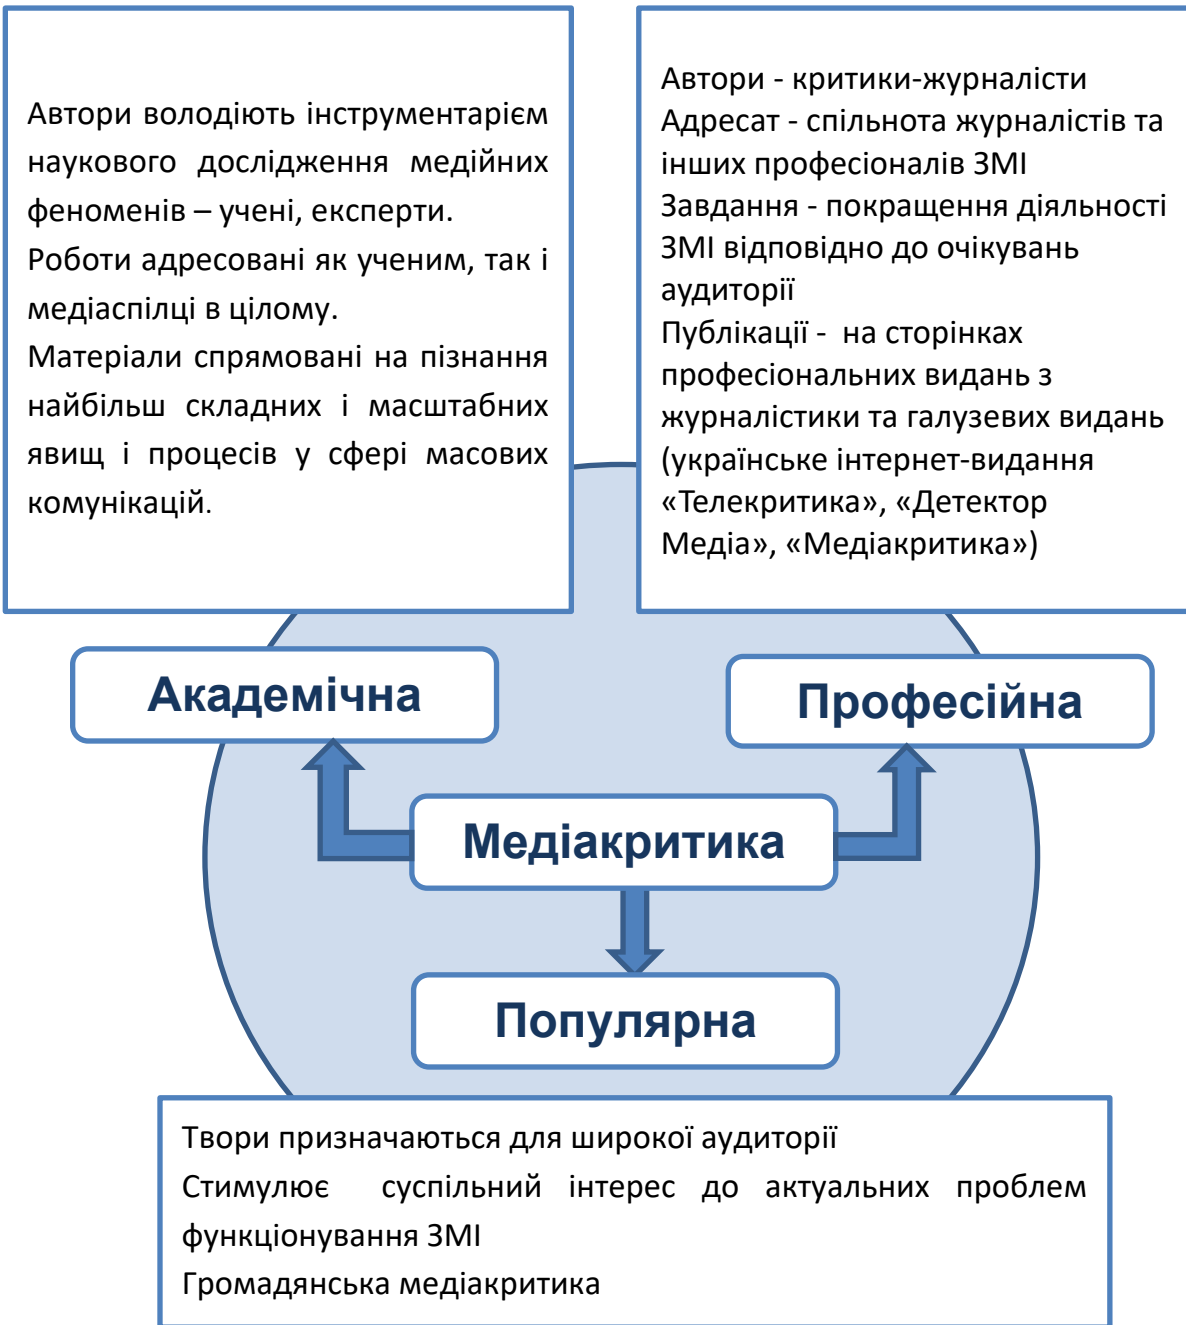 Автори володіють інструментарієм
наукового дослідження медійних
феноменів – учені, експерти.
Роботи адресовані як ученим, так і
медіаспілці в цілому.
Матеріали спрямовані на пізнання
найбільш складних і масштабних
явищ і процесів у сфері масових
комунікацій.
Автори - критики-журналісти
Адресат - спільнота журналістів та
інших професіоналів ЗМІ
Завдання - покращення діяльності
ЗМІ відповідно до очікувань
аудиторії
Публікації - на сторінках
професіональних видань з
журналістики та галузевих видань
(українське інтернет-видання
«Телекритика», «Детектор
Медіа», «Медіакритика»)
Академічна
Професійна
Медіакритика
Популярна
Твори призначаються для широкої аудиторії
Стимулює суспільний інтерес до актуальних проблем
функціонування ЗМІ
Громадянська медіакритика